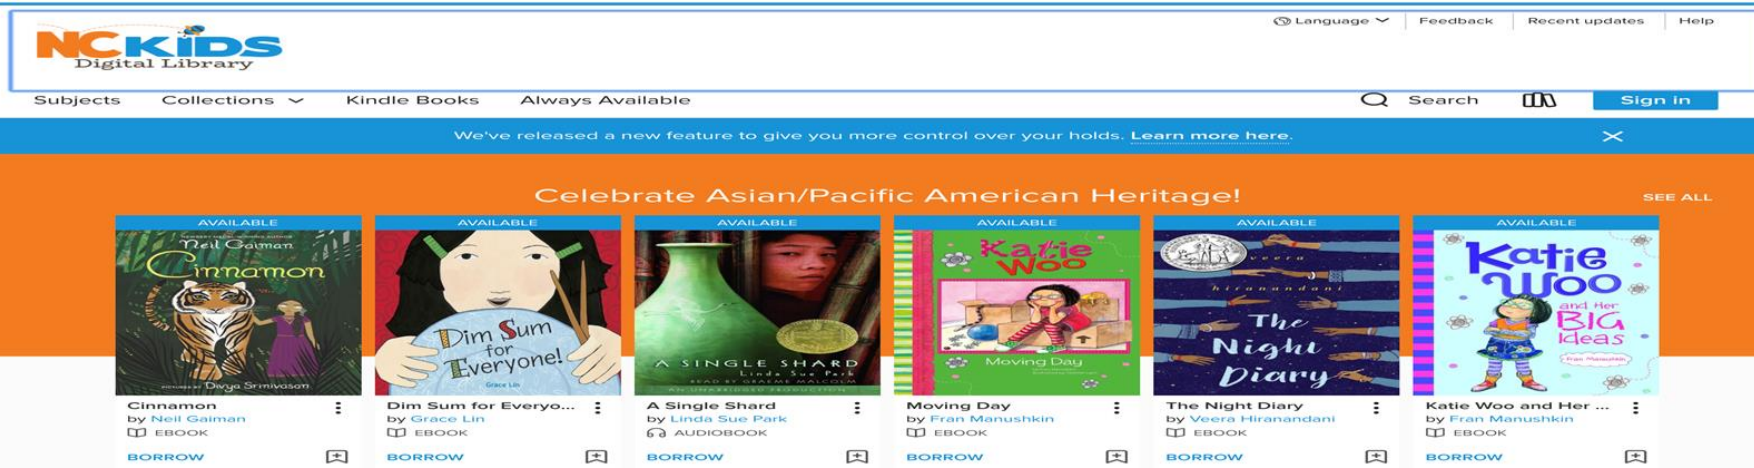 Language
Feedback
Recent updates
Help
NCKIDS
Digital Library
Subjects
Collections
Kindle Books
Always Available
Search
Sign in
We've released a new feature to give you more control over your holds. Learn more here.
Celebrate Asian/Pacific American Heritage!
SEE ALL
AVAILABLE
AVAILABLE
AVAILABLE
AVAILABLE
AVAILABLE
AVAILABLE
Neil Gaiman
Cinnamon
PICTURES BY Divya Srinivasan
Dim Sum
for
Everyone!
Grace Lin
A SINGLE SHARD
Linda Sue Park
READ BY GRAEME MALCOLM
AN UNABRIDGED PRODUCTION
Katie
Woo
Moving Day
veera
hiranandani
The
Night
Diary
Katie
Woo
and Her
BIG
Ideas
Fran Manushkin
Cinnamon
by Neil Gaiman
EBOOK
BORROW
Dim Sum for Everyo...
by Grace Lin
EBOOK
BORROW
A Single Shard
by Linda Sue Park
AUDIOBOOK
BORROW
Moving Day
by Fran Manushkin
EBOOK
BORROW
The Night Diary
by Veera Hiranandani
EBOOK
BORROW
Katie Woo and Her ...
by Fran Manushkin
EBOOK
BORROW